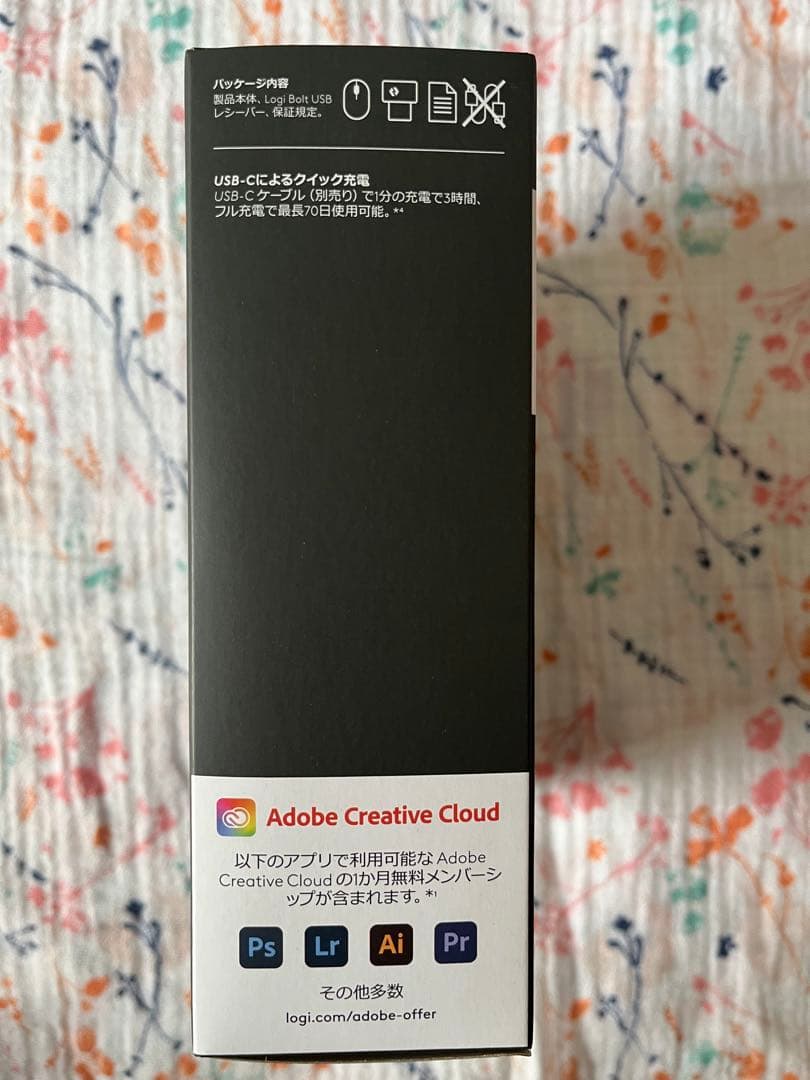 パッケージ内容
製品本体、Logi Bolt USB
レシーバー、保証規定。
USB-Cによるクイック充電
USB-C ケーブル（別売り）で1分の充電で3時間、
フル充電で最長70日使用可能。*4
Adobe Creative Cloud
以下のアプリで利用可能な Adobe
Creative Cloud の1か月無料メンバーシ
ップが含まれます。*1
Ps Lr Ai Pr
その他多数
logi.com/adobe-offer